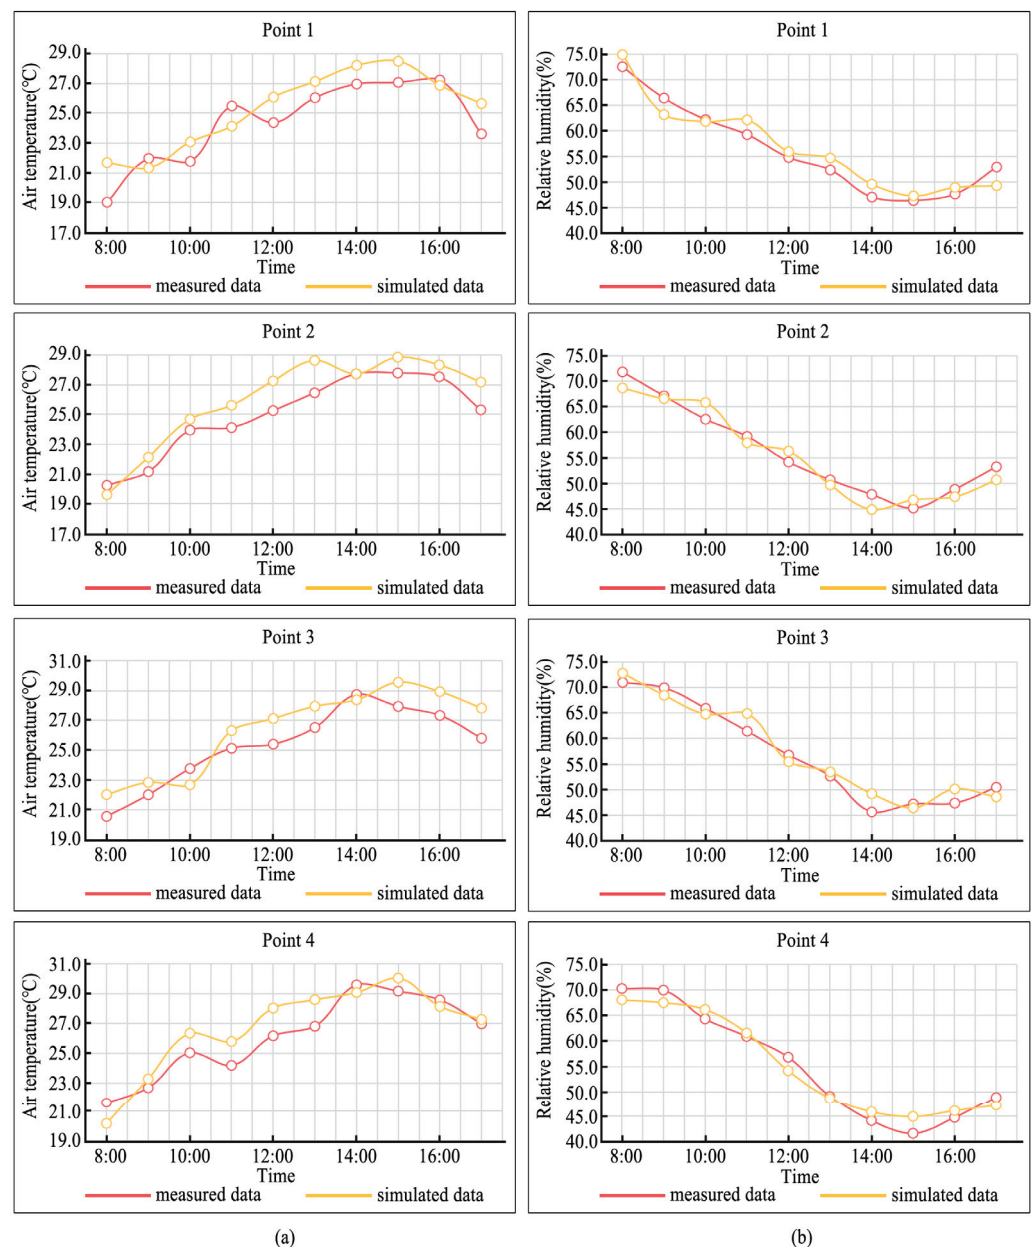 Point 1
Air temperature(℃)
29.0
27.0
25.0
23.0
21.0
19.0
17.0
8:00 10:00 12:00 14:00 16:00
Time
measured data simulated data
Point 1
Relative humidity(%)
75.0
70.0
65.0
60.0
55.0
50.0
45.0
40.0
8:00 10:00 12:00 14:00 16:00
Time
measured data simulated data
Point 2
Air temperature(℃)
29.0
27.0
25.0
23.0
21.0
19.0
17.0
8:00 10:00 12:00 14:00 16:00
Time
measured data simulated data
Point 2
Relative humidity(%)
75.0
70.0
65.0
60.0
55.0
50.0
45.0
40.0
8:00 10:00 12:00 14:00 16:00
Time
measured data simulated data
Point 3
Air temperature(℃)
31.0
29.0
27.0
25.0
23.0
21.0
19.0
8:00 10:00 12:00 14:00 16:00
Time
measured data simulated data
Point 3
Relative humidity(%)
75.0
70.0
65.0
60.0
55.0
50.0
45.0
40.0
8:00 10:00 12:00 14:00 16:00
Time
measured data simulated data
Point 4
Air temperature(℃)
31.0
29.0
27.0
25.0
23.0
21.0
19.0
8:00 10:00 12:00 14:00 16:00
Time
measured data simulated data
Point 4
Relative humidity(%)
75.0
70.0
65.0
60.0
55.0
50.0
45.0
40.0
8:00 10:00 12:00 14:00 16:00
Time
measured data simulated data
(a) (b)